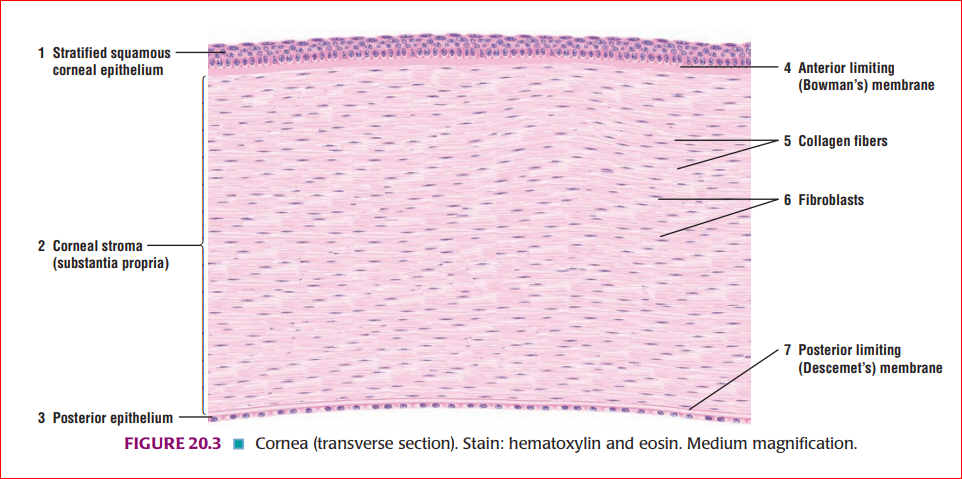 1 Stratified squamous
corneal epithelium
2 Corneal stroma
(substantia propria)
3 Posterior epithelium
4 Anterior limiting
(Bowman's) membrane
5 Collagen fibers
6 Fibroblasts
7 Posterior limiting
(Descemet's) membrane
FIGURE 20.3 ■ Cornea (transverse section). Stain: hematoxylin and eosin. Medium magnification.